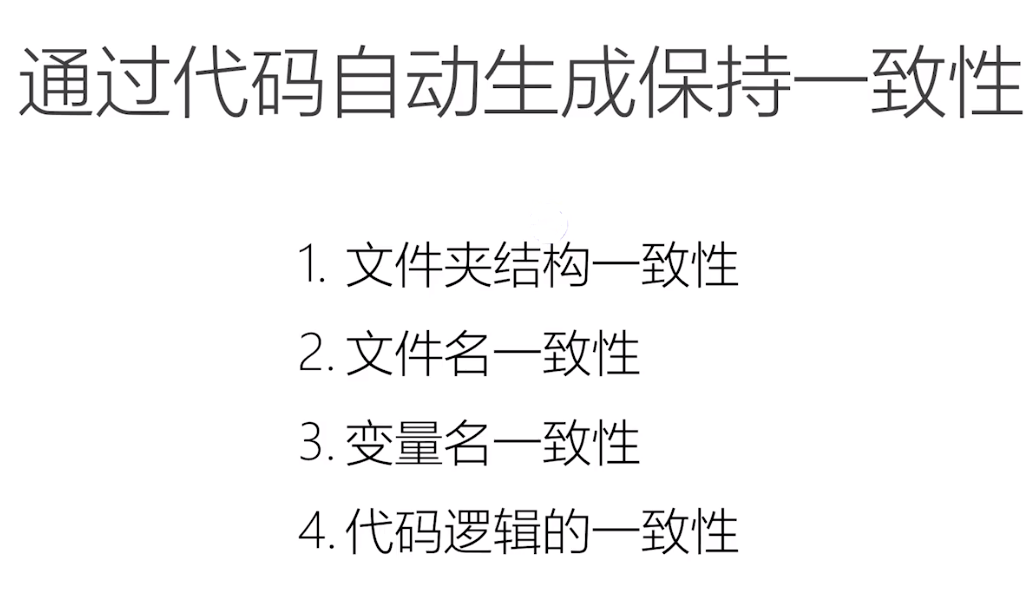 通过代码自动生成保持一致性
1. 文件夹结构一致性
2. 文件名一致性
3. 变量名一致性
4. 代码逻辑的一致性